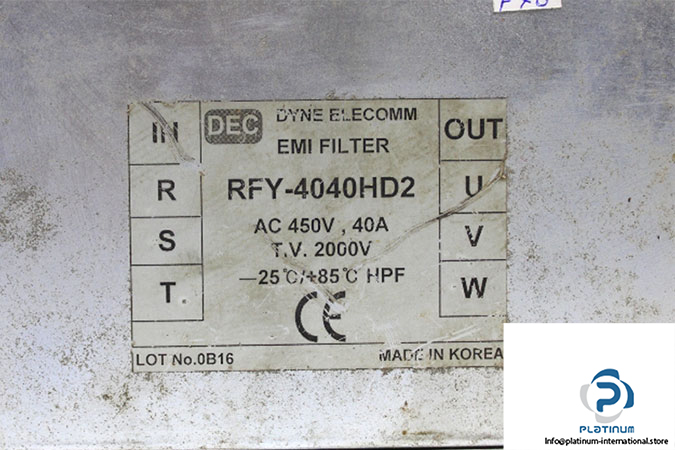 IN
DEC
DYNE ELECOMM
OUT
EMI FILTER
R
RFY-4040HD2
U
AC 450V , 40A
S
V
T.V. 2000V
—25℃/+85℃ HPF
T
W
CE
LOT No.0B16
MADE IN KOREA
PLATINUM
Info@platinum-international.store